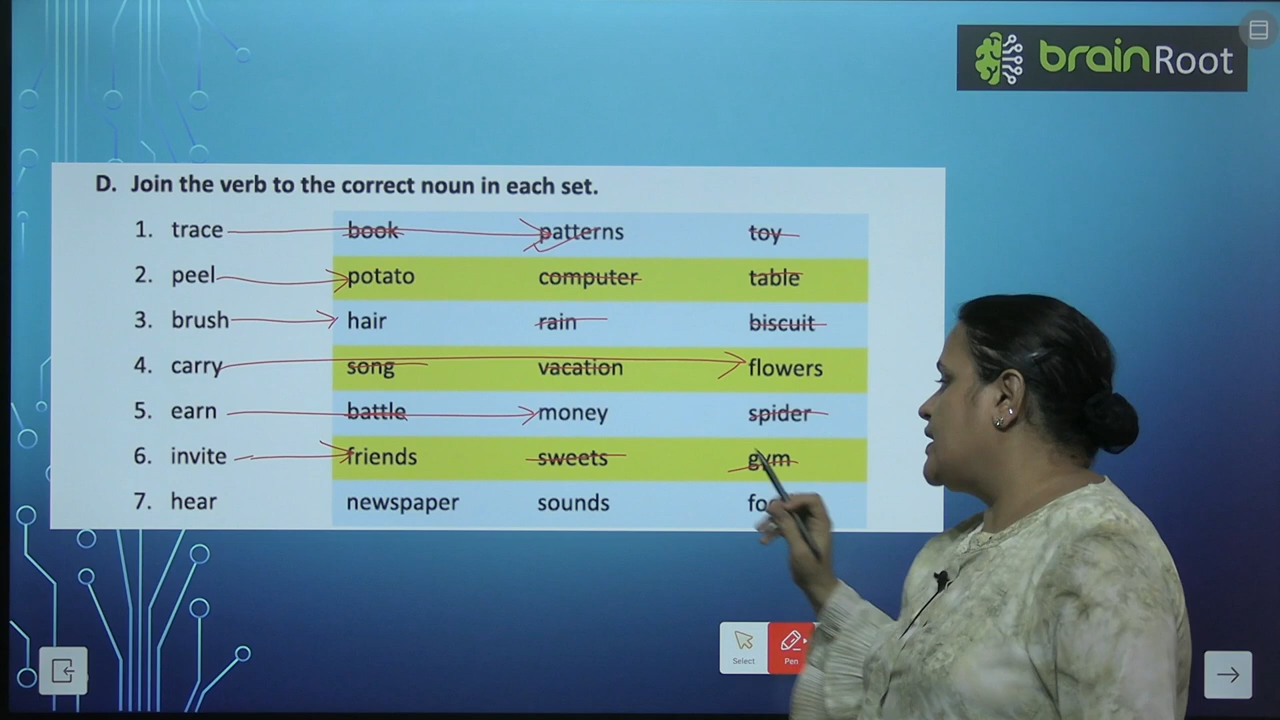 brainRoot
D. Join the verb to the correct noun in each set.
1. trace book patterns toy
2. peel potato computer table
3. brush hair rain biscuit
4. carry song vacation flowers
5. earn battle money spider
6. invite friends sweets gym
7. hear newspaper sounds
Select Pen